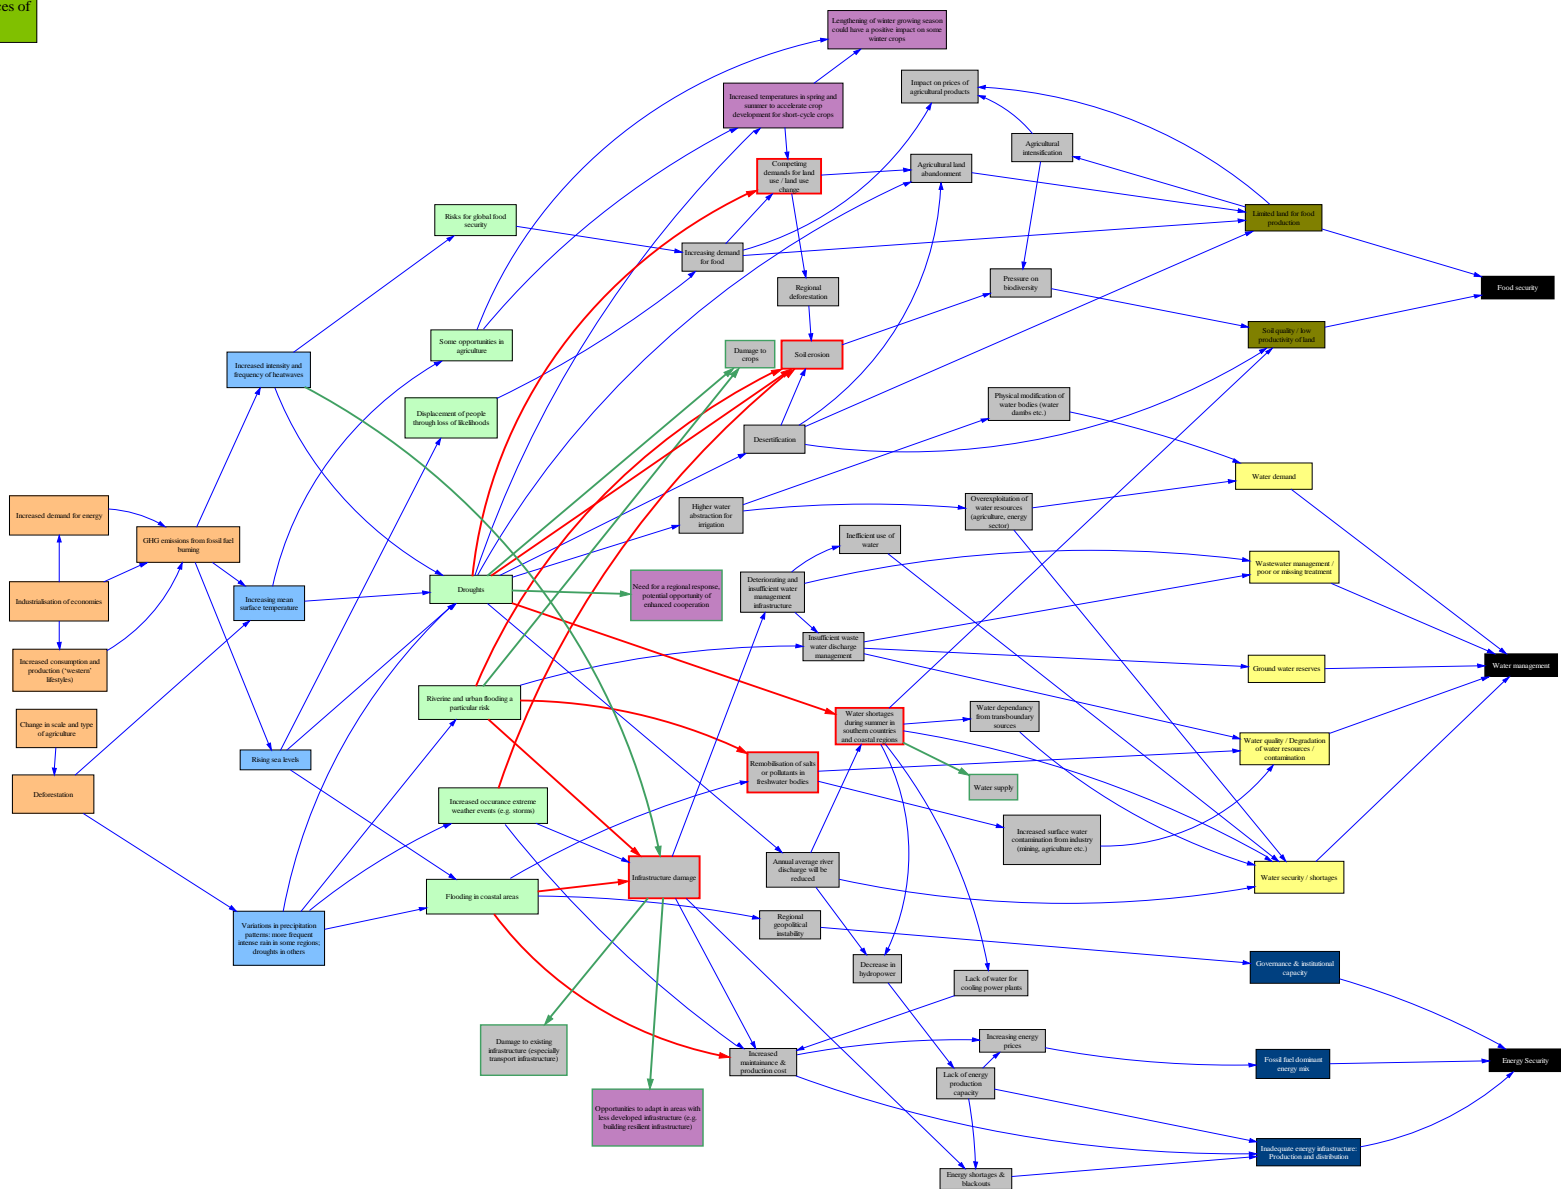 ces of
Lengthening of winter growing season
could have a positive impact on some
winter crops
Increased temperatures in spring and
summer to accelerate crop
development for short-cycle crops
Impact on prices of
agricultural products
Agricultural
intensification
Competing
demands for land
use / land use
change
Agricultural land
abandonment
Risks for global food
security
Limited land for food
production
Increasing demand
for food
Regional
deforestation
Pressure on
biodiversity
Food security
Some opportunities in
agriculture
Damage to
crops
Soil erosion
Soil quality / low
productivity of land
Increased intensity and
frequency of heatwaves
Displacement of people
through loss of likelihoods
Physical modification of
water bodies (water
dambs etc.)
Desertification
Water demand
Increased demand for energy
Higher water
abstraction for
irrigation
Overexploitation of
water resources
(agriculture, energy
sector)
GHG emissions from fossil fuel
burning
Inefficient use of
water
Wastewater management /
poor or missing treatment
Industrialisation of economies
Increasing mean
surface temperature
Droughts
Need for a regional response,
potential opportunity of
enhanced cooperation
Deteriorating and
insufficient water
management
infrastructure
Insufficient waste
water discharge
management
Increased consumption and
production ('western'
lifestyles)
Ground water reserves
Water management
Riverine and urban flooding a
particular risk
Change in scale and type
of agriculture
Water shortages
during summer in
southern countries
and coastal regions
Water dependancy
from transboundary
sources
Water quality / Degradation
of water resources /
contamination
Rising sea levels
Remobilisation of salts
or pollutants in
freshwater bodies
Water supply
Deforestation
Increased occurance extreme
weather events (e.g. storms)
Increased surface water
contamination from industry
(mining, agriculture etc.)
Infrastructure damage
Annual average river
discharge will be
reduced
Water security / shortages
Flooding in coastal areas
Variations in precipitation
patterns: more frequent
intense rain in some regions;
droughts in others
Regional
geopolitical
instability
Decrease in
hydropower
Lack of water for
cooling power plants
Governance & institutional
capacity
Damage to existing
infrastructure (especially
transport infrastructure)
Increased
maintainance &
production cost
Increasing energy
prices
Fossil fuel dominant
energy mix
Energy Security
Lack of energy
production
capacity
Opportunities to adapt in areas with
less developed infrastructure (e.g.
building resilient infrastructure)
Inadequate energy infrastructure:
Production and distribution
Energy shortages &
blackouts